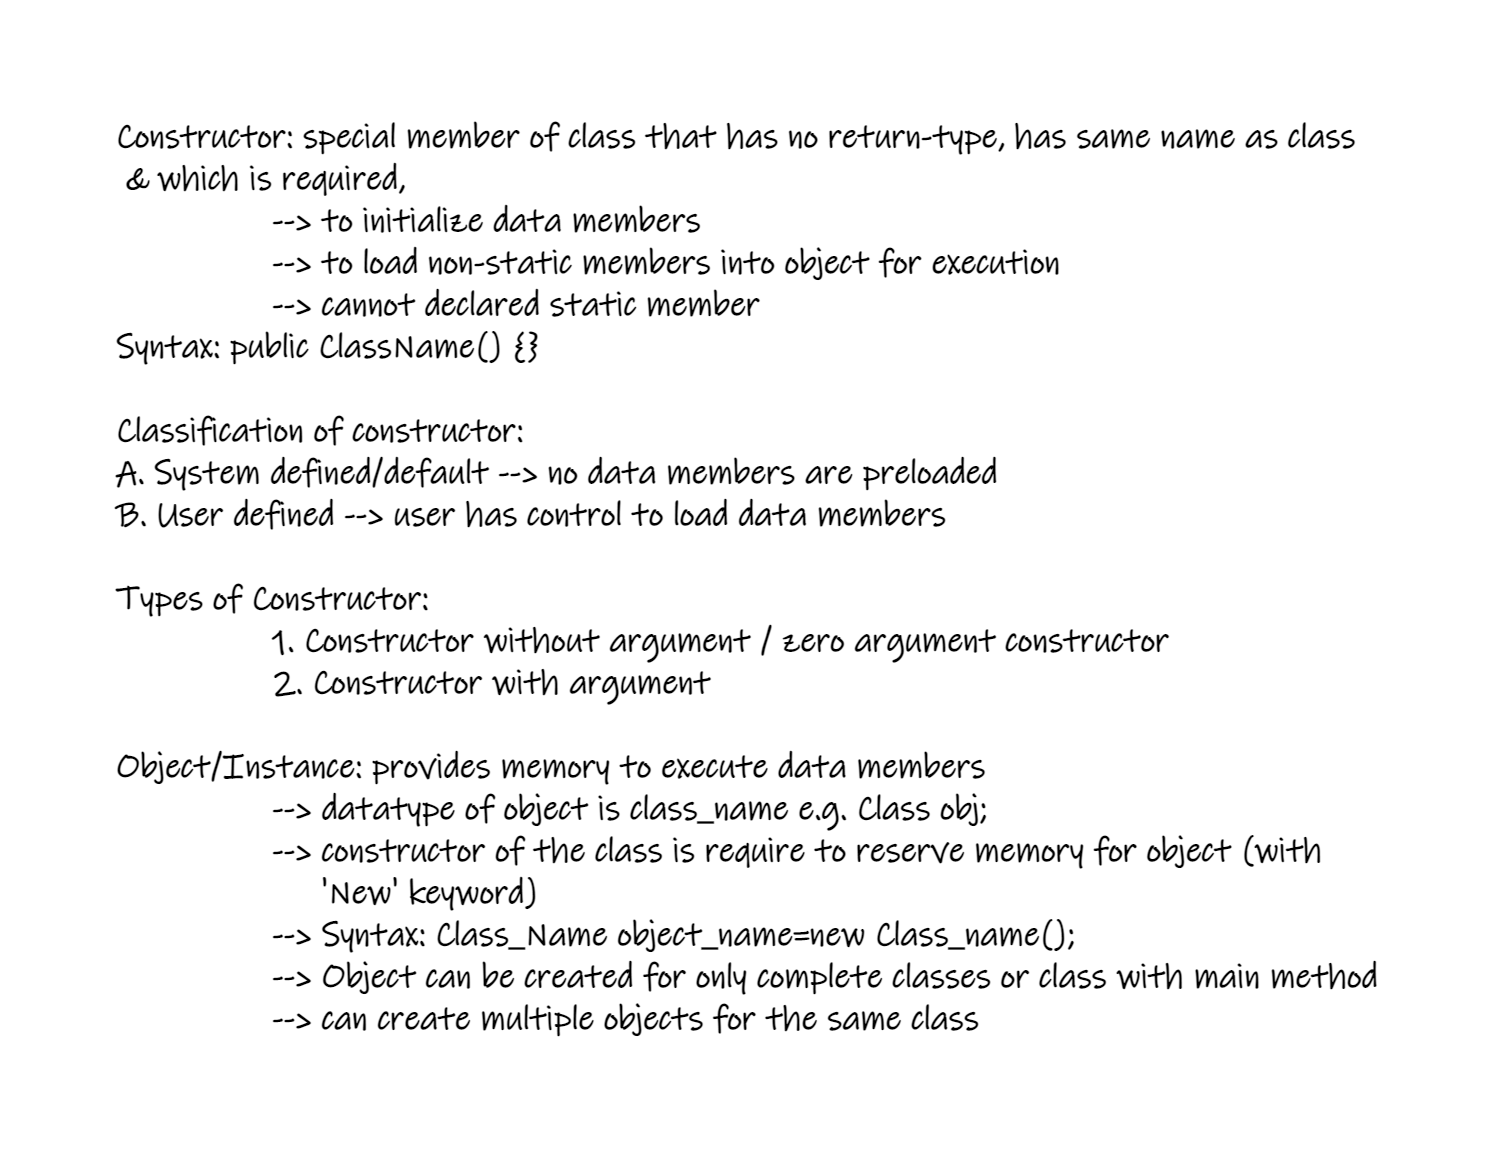 Constructor: special member of class that has no return-type, has same name as class
& which is required,
--> to initialize data members
--> to load non-static members into object for execution
--> cannot declared static member
Syntax: public ClassName() {}
Classification of constructor:
A. System defined/default --> no data members are preloaded
B. User defined --> user has control to load data members
Types of Constructor:
1. Constructor without argument / zero argument constructor
2. Constructor with argument
Object/Instance: provides memory to execute data members
--> datatype of object is class_name e.g. Class obj;
--> constructor of the class is require to reserve memory for object (with
'New' keyword)
--> Syntax: Class_Name object_name=new Class_name();
--> Object can be created for only complete classes or class with main method
--> can create multiple objects for the same class